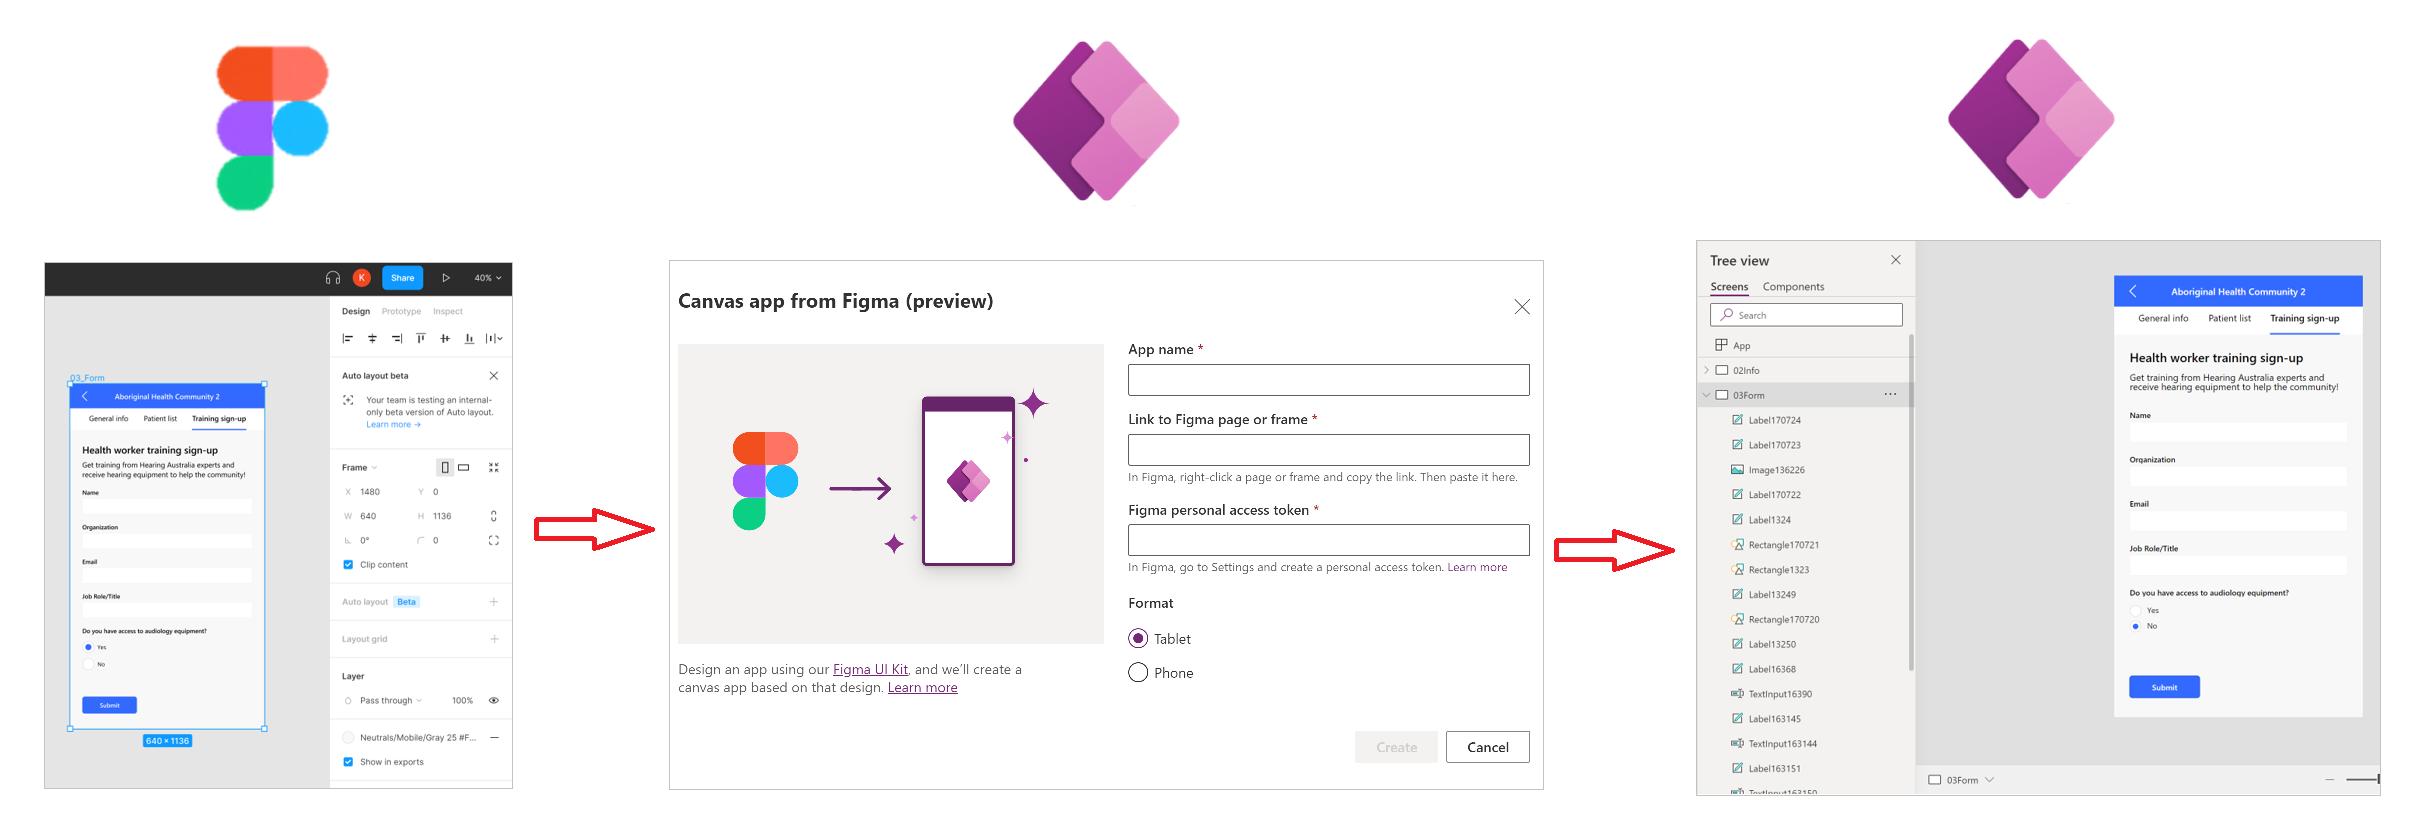 K
Share
40%
Design
Prototype
Inspect
Auto layout beta
Your team is testing an internal-
only beta version of Auto layout.
Learn more →
03_Form
Aboriginal Health Community 2
General info
Patient list
Training sign-up
Health worker training sign-up
Get training from Hearing Australia experts and
receive hearing equipment to help the community!
Name
Organization
Email
Job Role/Title
Do you have access to audiology equipment?
Yes
No
Submit
640 × 1136
Frame
X 1480
Y 0
W 640
H 1136
0°
0
Clip content
Auto layout Beta
Layout grid
Layer
Pass through
100%
Neutrals/Mobile/Gray 25 #F...
Show in exports
Canvas app from Figma (preview)
Design an app using our Figma UI Kit, and we'll create a
canvas app based on that design. Learn more
App name *
Link to Figma page or frame *
In Figma, right-click a page or frame and copy the link. Then paste it here.
Figma personal access token *
In Figma, go to Settings and create a personal access token. Learn more
Format
Tablet
Phone
Create
Cancel
Tree view
Screens
Components
Search
App
02Info
03Form
Label170724
Label170723
Image136226
Label170722
Label1324
Rectangle170721
Rectangle1323
Label13249
Rectangle170720
Label13250
Label16368
TextInput16390
Label163145
TextInput163144
Label163151
TextInput163150
Aboriginal Health Community 2
General info
Patient list
Training sign-up
Health worker training sign-up
Get training from Hearing Australia experts and
receive hearing equipment to help the community!
Name
Organization
Email
Job Role/Title
Do you have access to audiology equipment?
Yes
No
Submit
03Form